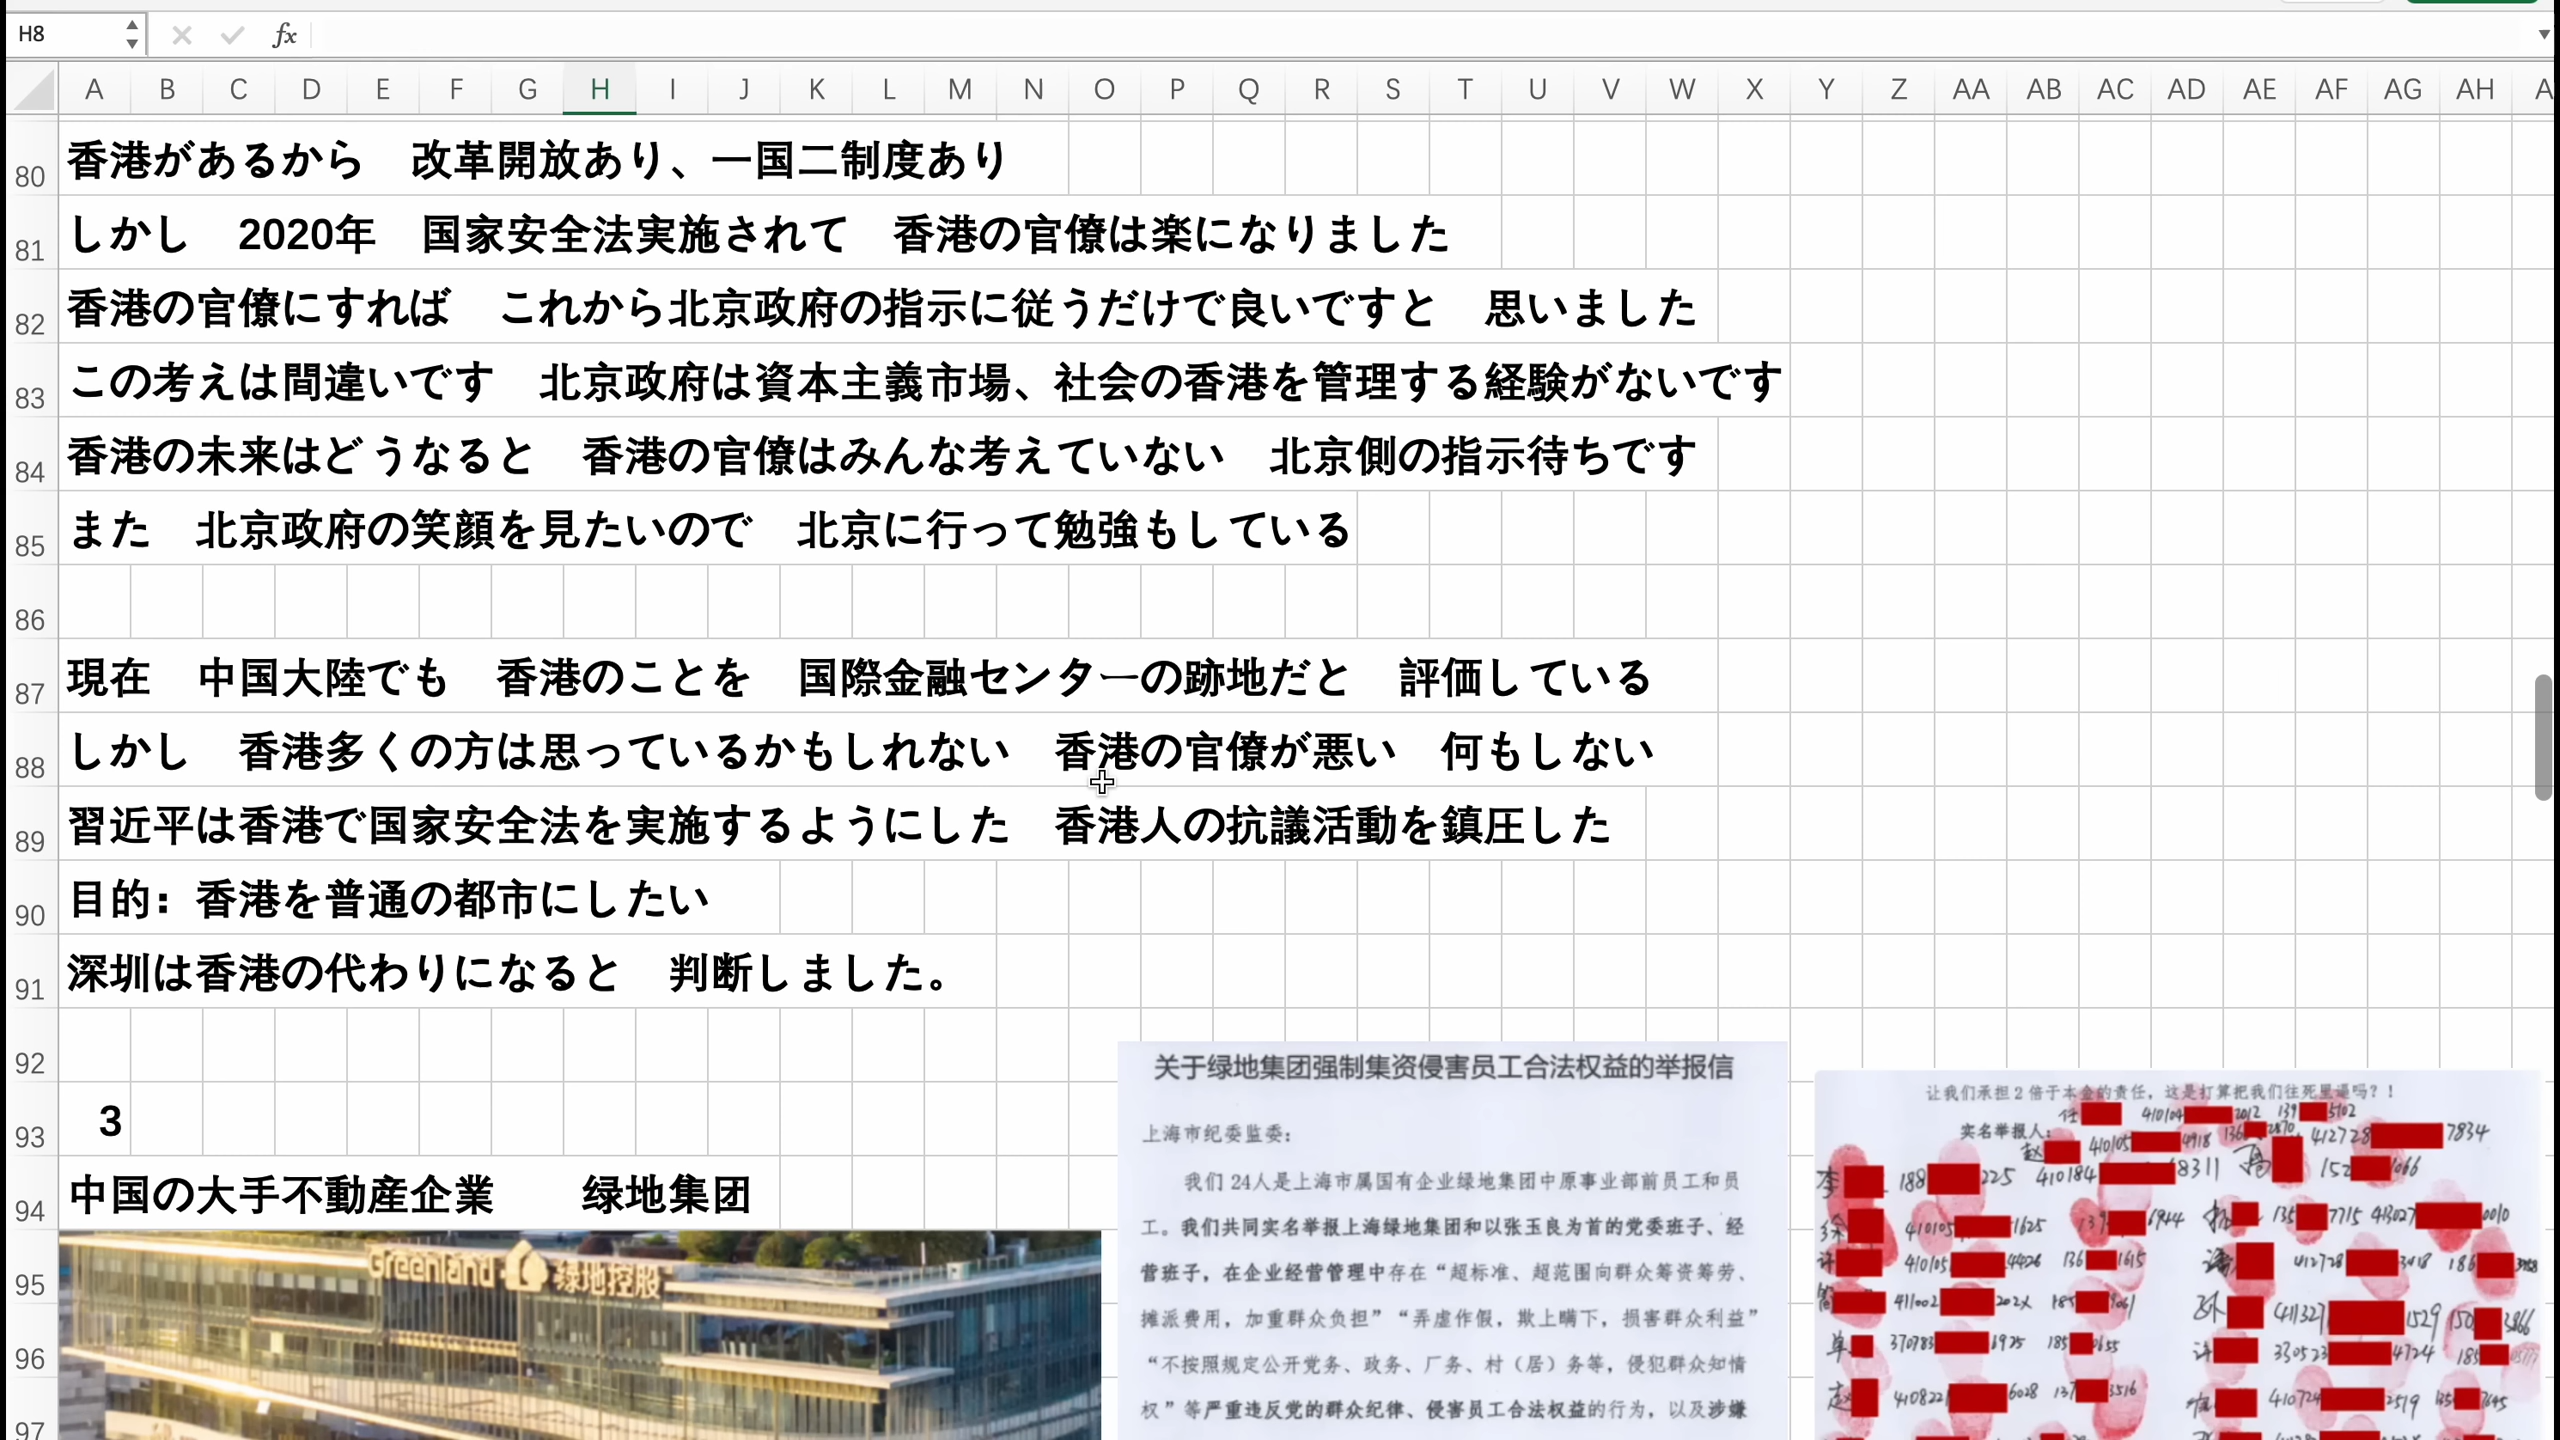 H8
fx
A B C D E F G H I J K L M N O P Q R S T U V W X Y Z AA AB AC AD AE AF AG AH
80 香港があるから　改革開放あり、一国二制度あり
81 しかし　2020年　国家安全法実施されて　香港の官僚は楽になりました
82 香港の官僚にすれば　これから北京政府の指示に従うだけで良いですと　思いました
83 この考えは間違いです　北京政府は資本主義市場、社会の香港を管理する経験がないです
84 香港の未来はどうなると　香港の官僚はみんな考えていない　北京側の指示待ちです
85 また　北京政府の笑顔を見たいので　北京に行って勉強もしている
86
87 現在　中国大陸でも　香港のことを　国際金融センターの跡地だと　評価している
88 しかし　香港多くの方は思っているかもしれない　香港の官僚が悪い　何もしない
89 習近平は香港で国家安全法を実施するようにした　香港人の抗議活動を鎮圧した
90 目的：香港を普通の都市にしたい
91 深圳は香港の代わりになると　判断しました。
92
93 3
94 中国の大手不動産企業　　绿地集团
95
96
97
Greenland 绿地控股
关于绿地集团强制集资侵害员工合法权益的举报信
上海市纪委监委：
我们 24人是上海市属国有企业绿地集团中原事业部前员工和员
工。我们共同实名举报上海绿地集团和以张玉良为首的党委班子、经
营班子，在企业经营管理中存在“超标准、超范围向群众筹资筹劳、
摊派费用，加重群众负担”“弄虚作假，欺上瞒下，损害群众利益”
“不按照规定公开党务、政务、厂务、村（居）务等，侵犯群众知情
权”等严重违反党的群众纪律、侵害员工合法权益的行为，以及涉嫌
让我们承担 2 倍于本金的责任，这是打算把我们往死里逼吗？！
实名举报人：